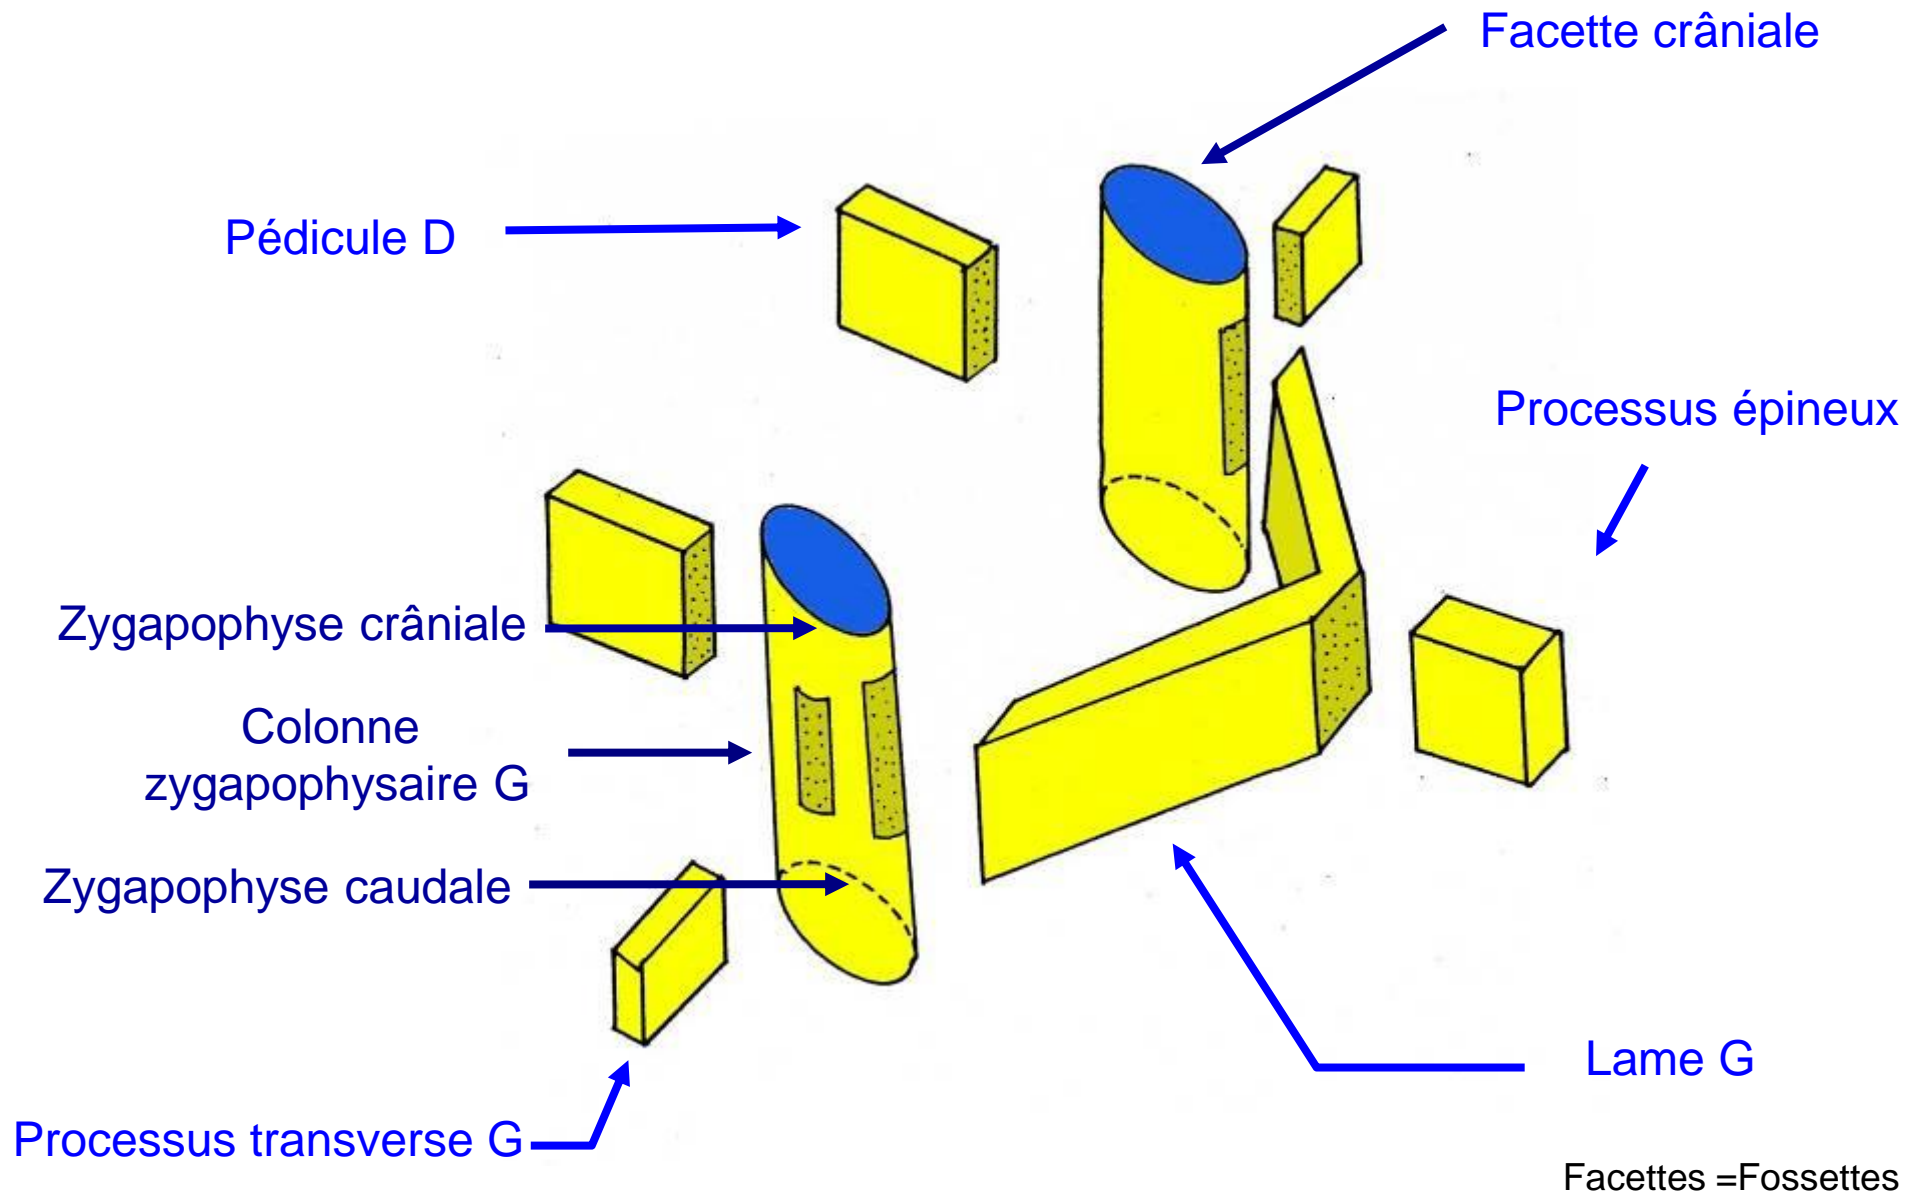 Facette crâniale
Pédicule D
Processus épineux
Zygapophyse crâniale
Colonne
zygapophysaire G
Zygapophyse caudale
Lame G
Processus transverse G
Facettes =Fossettes